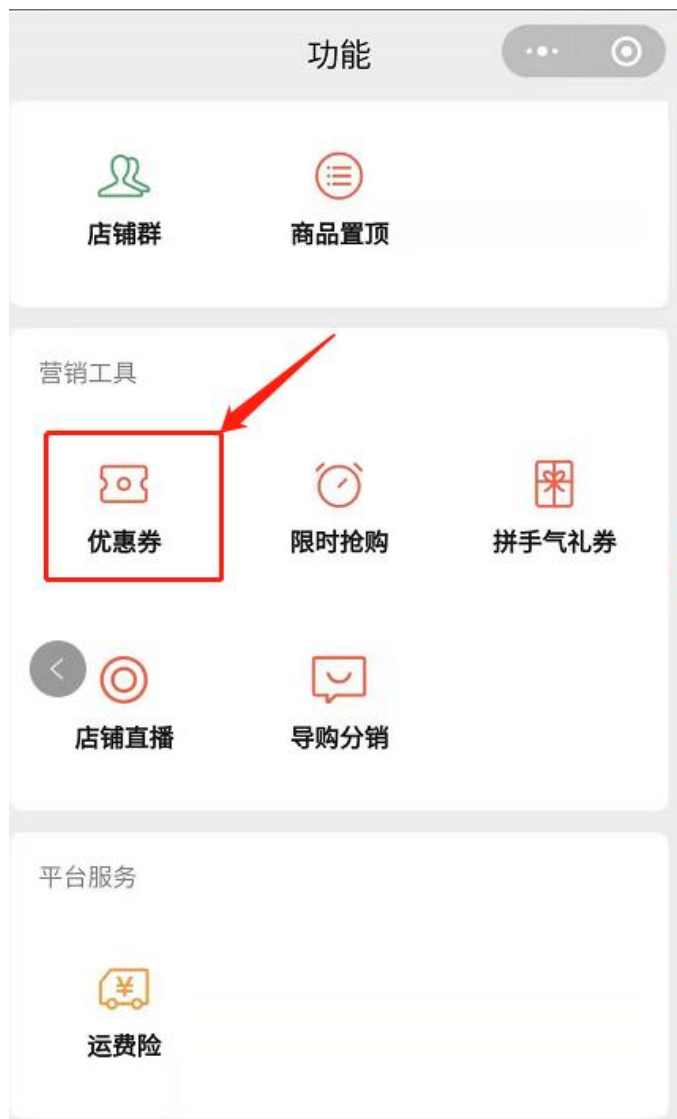 功能
店铺群
商品置顶
营销工具
优惠券
限时抢购
拼手气礼券
店铺直播
导购分销
平台服务
¥
运费险